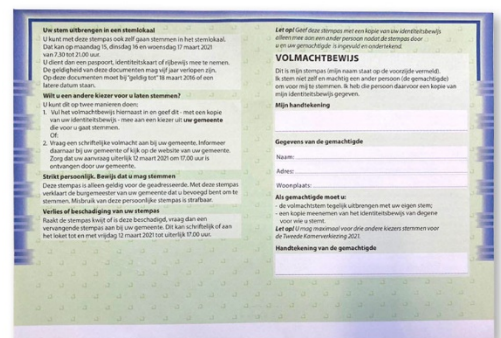 Uw stem uitbrengen in een stemlokaal
U kunt met deze stempas ook zelf gaan stemmen in het stemlokaal.
Dat kan op maandag 15, dinsdag 16 en woensdag 17 maart 2021
van 7.30 tot 21.00 uur.
U dient dan een paspoort, identiteitskaart of rijbewijs mee te nemen.
De geldigheid van deze documenten mag vijf jaar verlopen zijn.
Op deze documenten moet bij "geldig tot" 18 maart 2016 of een
latere datum staan.
Wilt u een andere kiezer voor u laten stemmen?
U kunt dit op twee manieren doen:
1. Vul het volmachtbewijs hiernaast in en geef dit - met een kopie
van uw identiteitsbewijs - mee aan een kiezer uit uw gemeente
die voor u gaat stemmen.
Of:
2. Vraag een schriftelijke volmacht aan bij uw gemeente. Informeer
daarnaar bij uw gemeente of kijk op de website van uw gemeente.
Zorg dat uw aanvraag uiterlijk 12 maart 2021 om 17.00 uur is
ontvangen door uw gemeente.
Strikt persoonlijk. Bewijs dat u mag stemmen
Deze stempas is alleen geldig voor de geadresseerde. Met deze stempas
verklaart de burgemeester van uw gemeente dat u bevoegd bent om te
stemmen. Misbruik van deze persoonlijke stempas is strafbaar.
Verlies of beschadiging van uw stempas
Raakt de stempas kwijt of is deze beschadigd, vraag dan een
vervangende stempas aan bij uw gemeente. Dit kan schriftelijk of aan
het loket tot en met vrijdag 12 maart 2021 tot uiterlijk 17.00 uur.
Let op! Geef deze stempas met een kopie van uw identiteitsbewijs
alleen mee aan een ander persoon nadat de stempas door
u en uw gemachtigde is ingevuld en ondertekend.
VOLMACHTBEWIJS
Dit is mijn stempas (mijn naam staat op de voorzijde vermeld).
Ik stem niet zelf en machtig een ander persoon (de gemachtigde)
om voor mij te stemmen. Ik heb die persoon daarvoor een kopie van
mijn identiteitsbewijs gegeven.
Mijn handtekening
Gegevens van de gemachtigde
Naam:
Adres:
Woonplaats:
Als gemachtigde moet u:
- de volmachtstem tegelijk uitbrengen met uw eigen stem;
- een kopie meenemen van het identiteitsbewijs van degene
voor wie u stemt.
Let op! U mag maximaal voor drie andere kiezers stemmen voor
de Tweede Kamerverkiezing 2021.
Handtekening van de gemachtigde